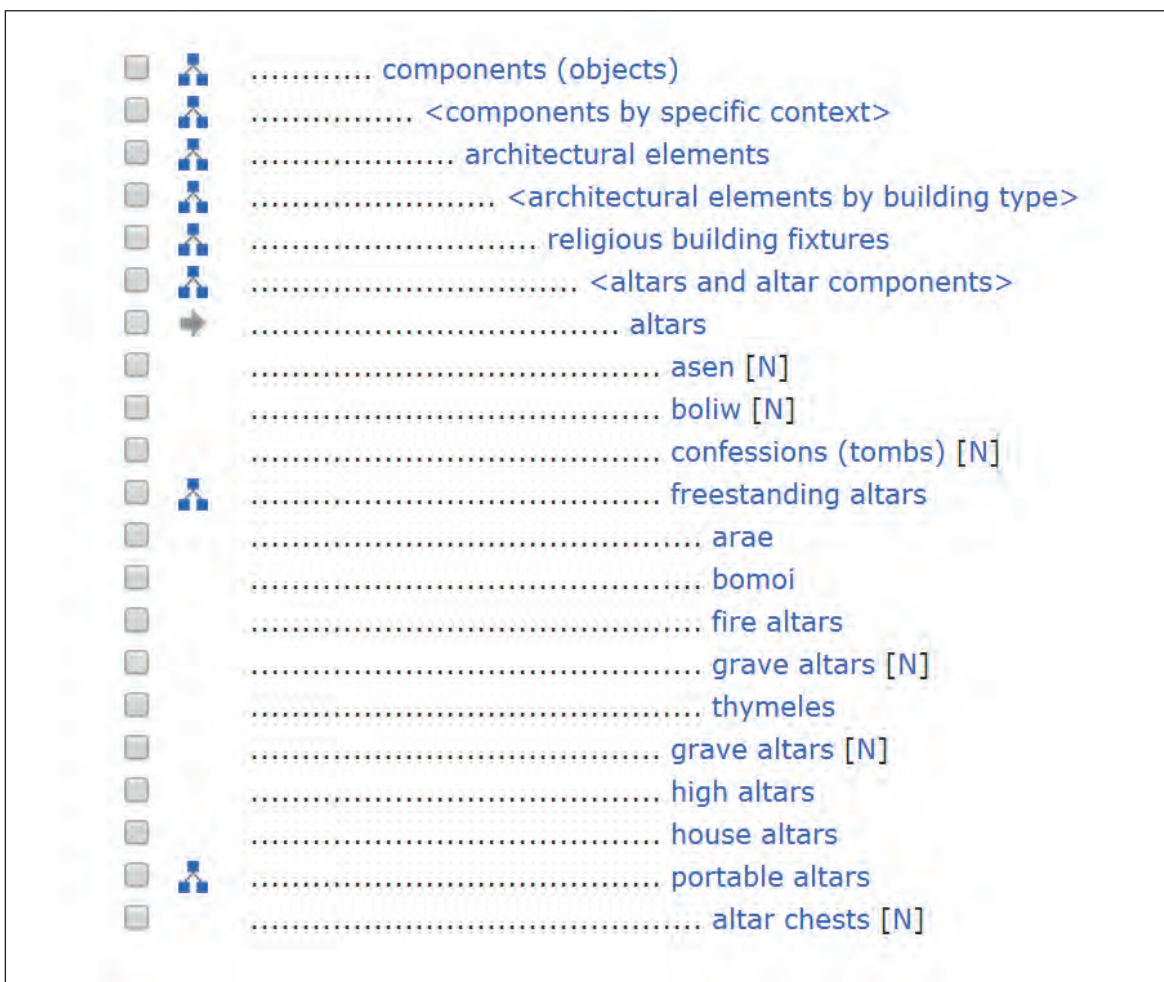 ............ components (objects)
................ <components by specific context>
.................... architectural elements
........................ <architectural elements by building type>
............................ religious building fixtures
................................ <altars and altar components>
.................................... altars
........................................ asen [N]
........................................ boliw [N]
........................................ confessions (tombs) [N]
........................................ freestanding altars
............................................ arae
............................................ bomoi
............................................ fire altars
............................................ grave altars [N]
............................................ thymeles
........................................ grave altars [N]
........................................ high altars
........................................ house altars
........................................ portable altars
............................................ altar chests [N]